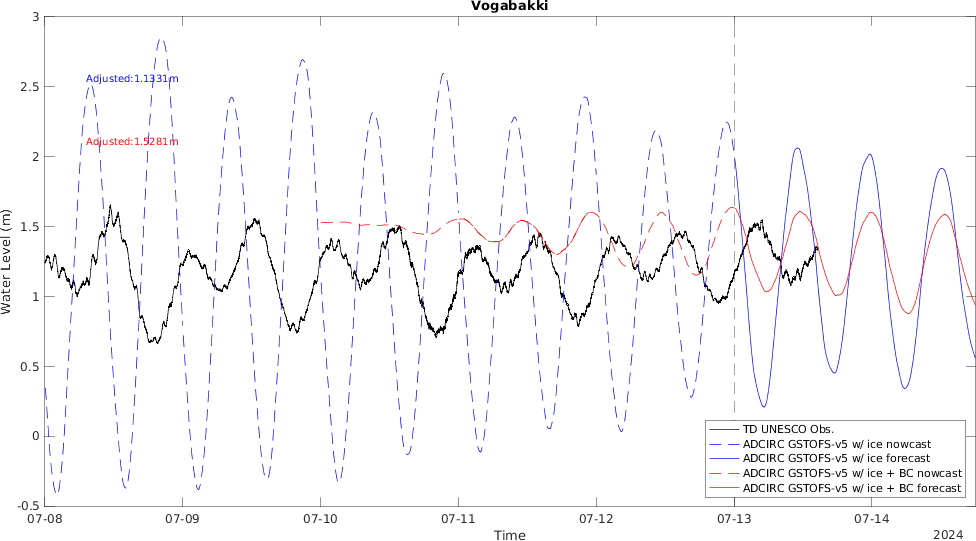 Vogabakki
3
2.5
2
1.5
1
0.5
0
-0.5
Water Level (m)
Adjusted:1.1331m
Adjusted:1.5281m
TD UNESCO Obs.
ADCIRC GSTOFS-v5 w/ ice nowcast
ADCIRC GSTOFS-v5 w/ ice forecast
ADCIRC GSTOFS-v5 w/ ice + BC nowcast
ADCIRC GSTOFS-v5 w/ ice + BC forecast
07-08 07-09 07-10 07-11 07-12 07-13 07-14
Time
2024